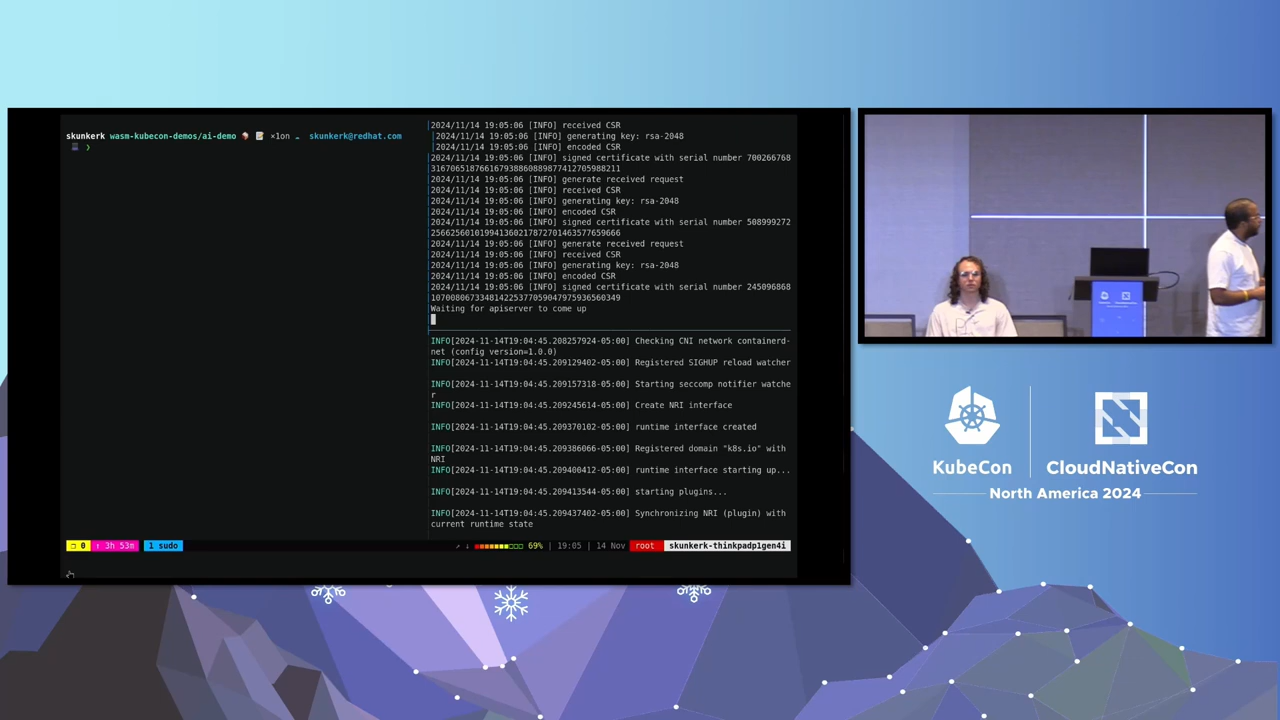 skunkerk wasm-kubecon-demos/ai-demo ×1on skunkerk@redhat.com
❯
2024/11/14 19:05:06 [INFO] received CSR
2024/11/14 19:05:06 [INFO] generating key: rsa-2048
2024/11/14 19:05:06 [INFO] encoded CSR
2024/11/14 19:05:06 [INFO] signed certificate with serial number 700266768
316706518766167938860889877412705988211
2024/11/14 19:05:06 [INFO] generate received request
2024/11/14 19:05:06 [INFO] received CSR
2024/11/14 19:05:06 [INFO] generating key: rsa-2048
2024/11/14 19:05:06 [INFO] encoded CSR
2024/11/14 19:05:06 [INFO] signed certificate with serial number 508999272
256625601019941360217872701463577659666
2024/11/14 19:05:06 [INFO] generate received request
2024/11/14 19:05:06 [INFO] received CSR
2024/11/14 19:05:06 [INFO] generating key: rsa-2048
2024/11/14 19:05:06 [INFO] encoded CSR
2024/11/14 19:05:06 [INFO] signed certificate with serial number 245096868
107008067334814225377059047975936560349
Waiting for apiserver to come up
INFO[2024-11-14T19:04:45.208257924-05:00] Checking CNI network containerd-
net (config version=1.0.0)
INFO[2024-11-14T19:04:45.209129402-05:00] Registered SIGHUP reload watcher
INFO[2024-11-14T19:04:45.209157318-05:00] Starting seccomp notifier watche
r
INFO[2024-11-14T19:04:45.209245614-05:00] Create NRI interface
INFO[2024-11-14T19:04:45.209370102-05:00] runtime interface created
INFO[2024-11-14T19:04:45.209386066-05:00] Registered domain "k8s.io" with
NRI
INFO[2024-11-14T19:04:45.209400412-05:00] runtime interface starting up...
INFO[2024-11-14T19:04:45.209413544-05:00] starting plugins...
INFO[2024-11-14T19:04:45.209437402-05:00] Synchronizing NRI (plugin) with
current runtime state
❐ 0 ↑ 3h 53m 1 sudo ↗ ↓ 69% | 19:05 | 14 Nov root skunkerk-thinkpadp1gen4i
KubeCon CloudNativeCon
North America 2024